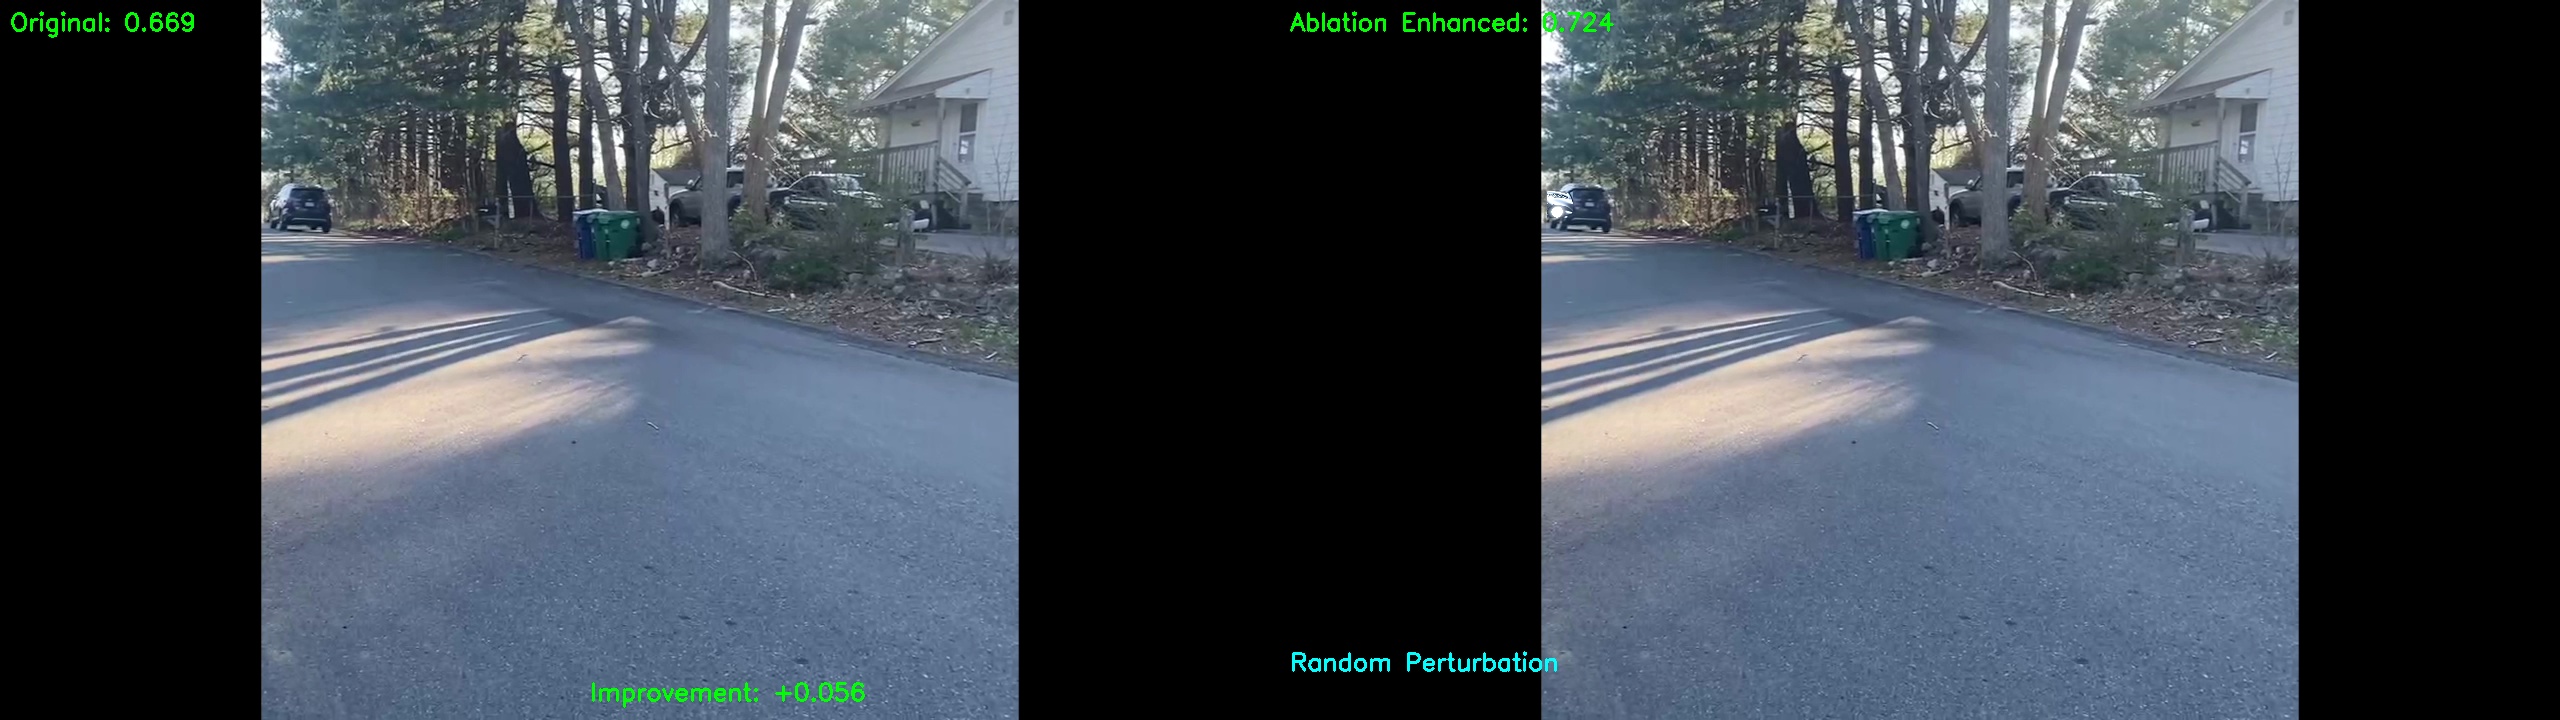 Original: 0.669
Ablation Enhanced: 0.724
Random Perturbation
Improvement: +0.056